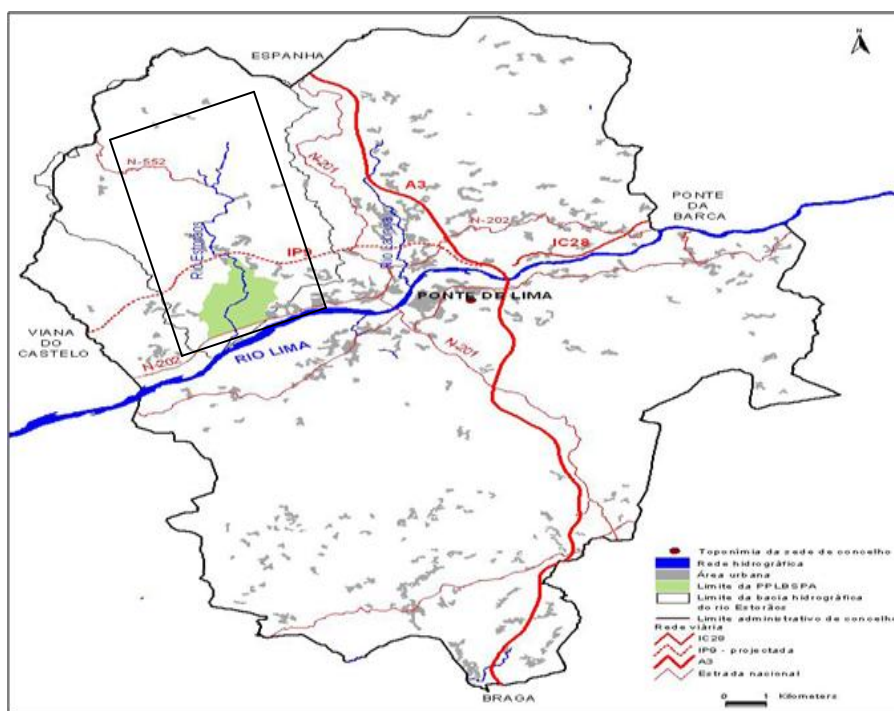 N
ESPANHA
N-552
N-201
A3
PONTE
DA
BARCA
N-202
Rio Estorãos
IP9
Rio Labruja
IC28
PONTE DE LIMA
VIANA
DO
CASTELO
N-202
RIO LIMA
N-201
BRAGA
Toponímia da sede de concelho
Rede hidrográfica
Área urbana
Limite da PPLBSPA
Limite da bacia hidrográfica
do rio Estorãos
Limite administrativo de concelho
Rede viária
IC28
IP9 - projectada
A3
Estrada nacional
0 1 Kilometers